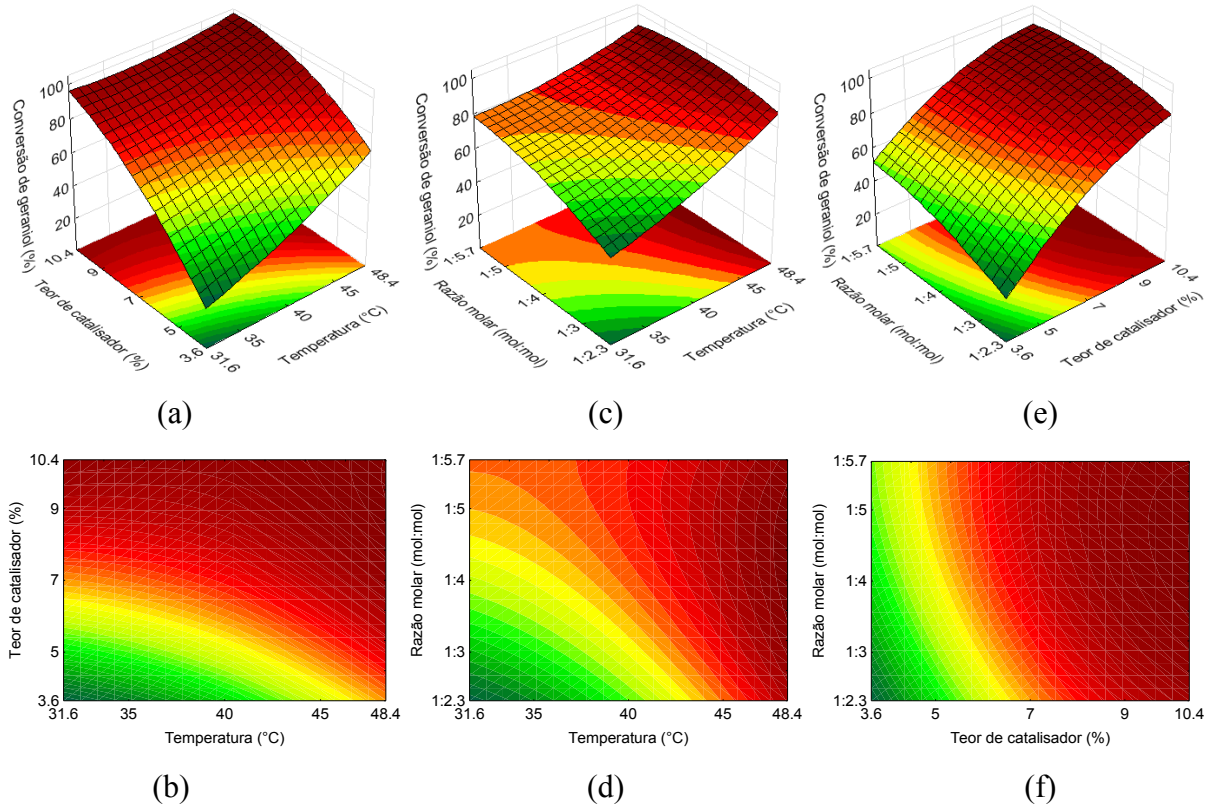 Conversão de geraniol (%)
100
80
60
40
20
10.4
9
7
5
3.6
Teor de catalisador (%)
31.6
35
40
45
48.4
Temperatura (°C)
(a)
Conversão de geraniol (%)
100
80
60
40
20
1:5.7
1:5
1:4
1:3
1:2.3
Razão molar (mol:mol)
31.6
35
40
45
48.4
Temperatura (°C)
(c)
Conversão de geraniol (%)
100
80
60
40
20
1:5.7
1:5
1:4
1:3
1:2.3
Razão molar (mol:mol)
3.6
5
7
9
10.4
Teor de catalisador (%)
(e)
Teor de catalisador (%)
10.4
9
7
5
3.6
31.6 35 40 45 48.4
Temperatura (°C)
(b)
Razão molar (mol:mol)
1:5.7
1:5
1:4
1:3
1:2.3
31.6 35 40 45 48.4
Temperatura (°C)
(d)
Razão molar (mol:mol)
1:5.7
1:5
1:4
1:3
1:2.3
3.6 5 7 9 10.4
Teor de catalisador (%)
(f)